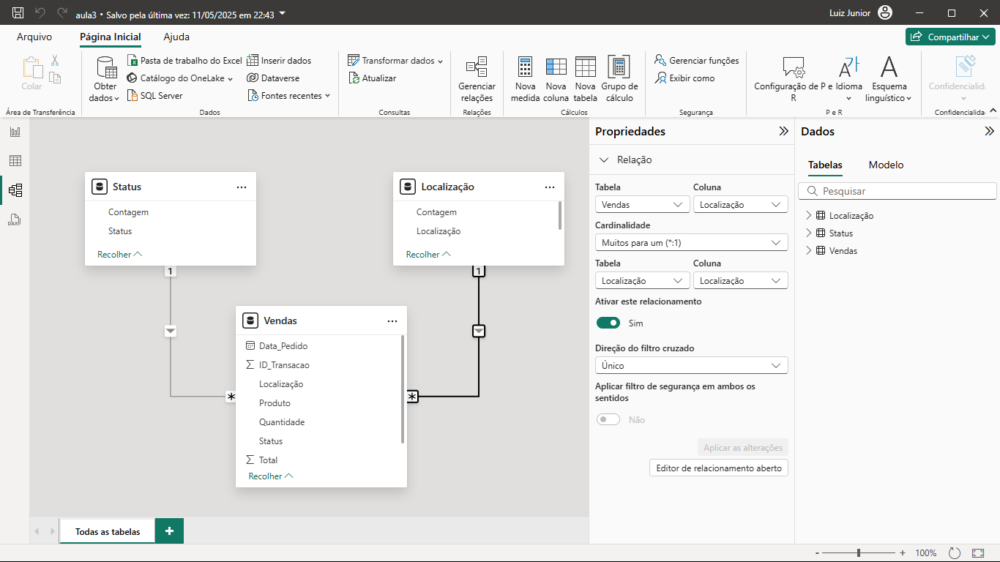 aula3 • Salvo pela última vez: 11/05/2025 em 22:43
Luiz Junior
Arquivo
Página Inicial
Ajuda
Compartilhar
Colar
Área de Transferência
Obter dados
Pasta de trabalho do Excel
Catálogo do OneLake
SQL Server
Inserir dados
Dataverse
Fontes recentes
Dados
Transformar dados
Atualizar
Consultas
Gerenciar relações
Relações
Nova medida
Nova coluna
Nova tabela
Grupo de cálculo
Cálculos
Gerenciar funções
Exibir como
Segurança
Configuração de P e R
Idioma
Esquema linguístico
P e R
Confidencialid
Confidencialida
DAX
Status
Contagem
Status
Recolher
1
Localização
Contagem
Localização
Recolher
1
Vendas
Data_Pedido
Σ ID_Transacao
Localização
Produto
Quantidade
Status
Σ Total
Recolher
*
*
Propriedades
Relação
Tabela
Coluna
Vendas
Localização
Cardinalidade
Muitos para um (*:1)
Tabela
Coluna
Localização
Localização
Ativar este relacionamento
Sim
Direção do filtro cruzado
Único
Aplicar filtro de segurança em ambos os
sentidos
Não
Aplicar as alterações
Editor de relacionamento aberto
Dados
Tabelas
Modelo
Pesquisar
Localização
Status
Vendas
Todas as tabelas
+
- + 100%